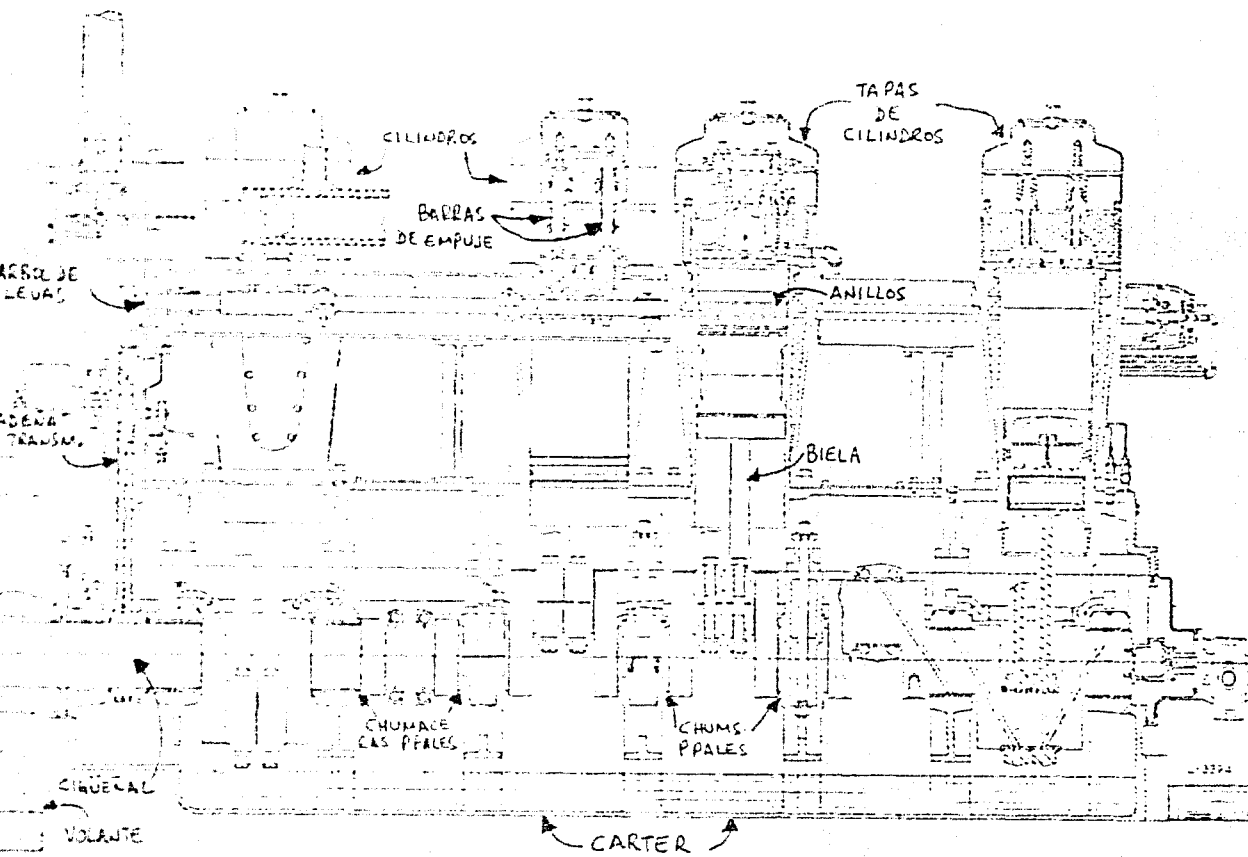 TAPAS
DE
CILINDROS
CILINDROS
BARRAS
DE EMPUJE
ARBOL DE
LEVAS
ANILLOS
ADENA
TRANSM.
BIELA
CHUMACE
RAS PPALES
CHUMS
PPALES
CIGUEÑAL
VOLANTE
CARTER